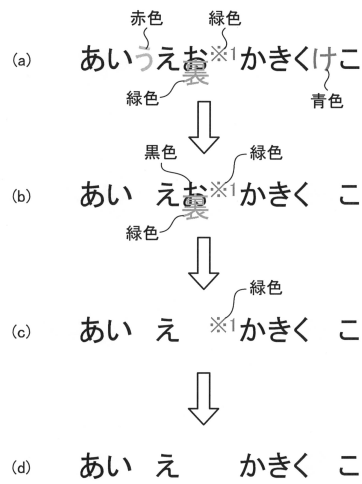 赤色 緑色
(a) あいうえお※1かきくけこ
裏
緑色 青色
黒色 緑色
(b) あい えお※1かきく こ
裏
緑色
緑色
(c) あい え ※1かきく こ
(d) あい え かきく こ